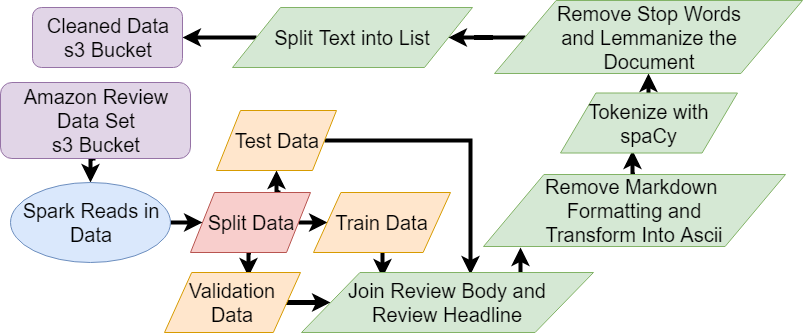 Cleaned Data
s3 Bucket
Split Text into List
Remove Stop Words
and Lemmanize the
Document
Amazon Review
Data Set
s3 Bucket
Tokenize with
spaCy
Test Data
Remove Markdown
Formatting and
Transform Into Ascii
Spark Reads in
Data
Split Data
Train Data
Validation
Data
Join Review Body and
Review Headline